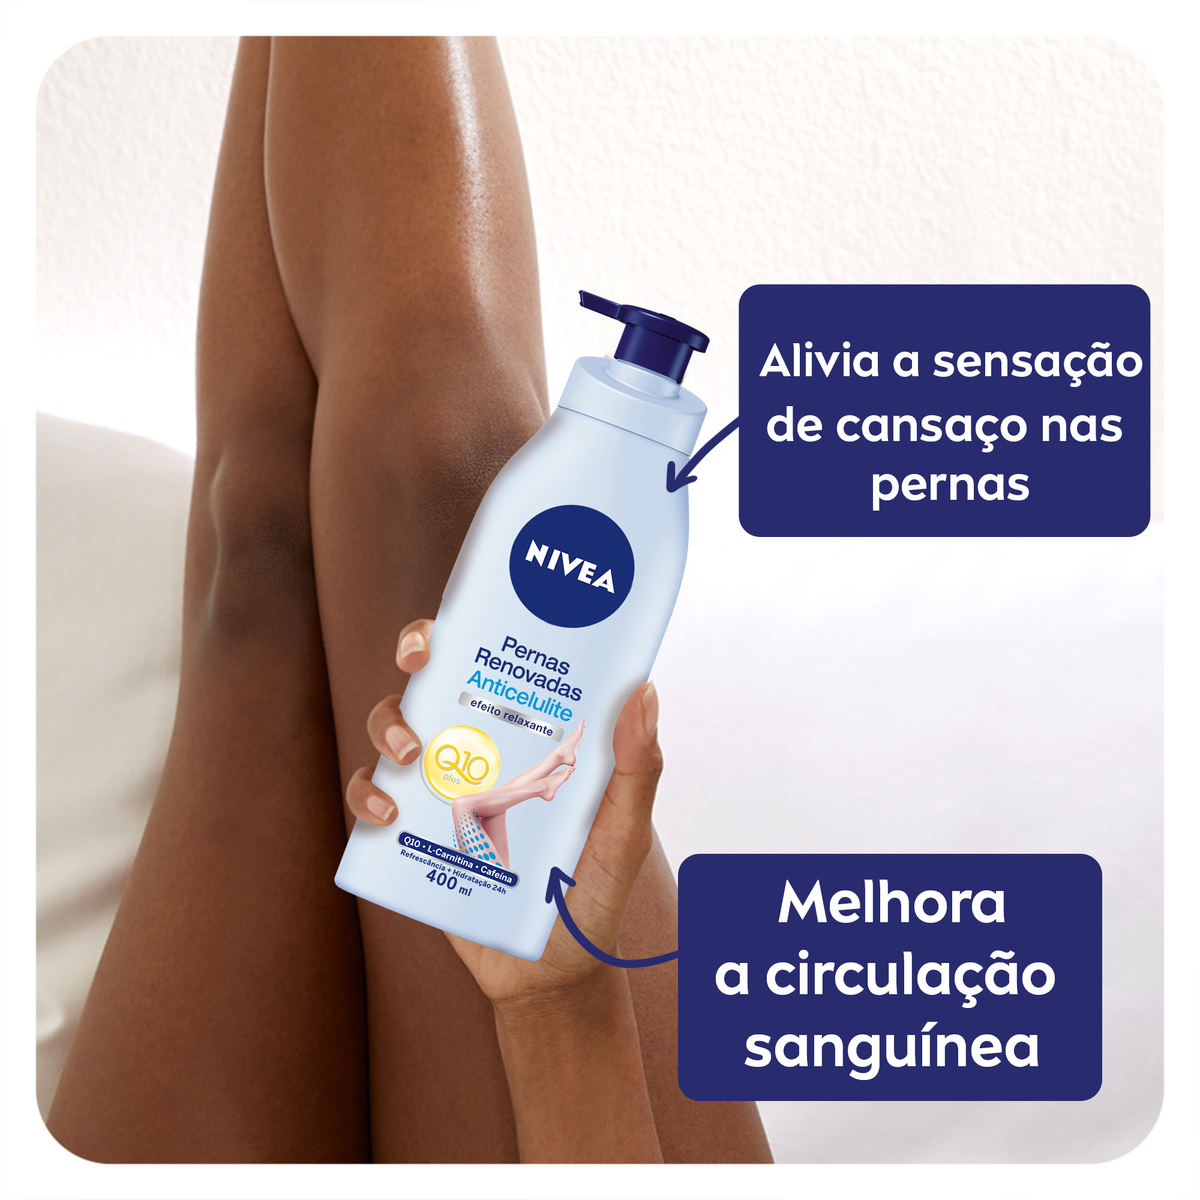 Alivia a sensação
de cansaço nas
pernas
NIVEA
Pernas
Renovadas
Anticelulite
efeito relaxante
Q10
plus
Q10 • L-Carnitina • Cafeína
Refrescância + Hidratação 24h
400 ml
Melhora
a circulação
sanguínea